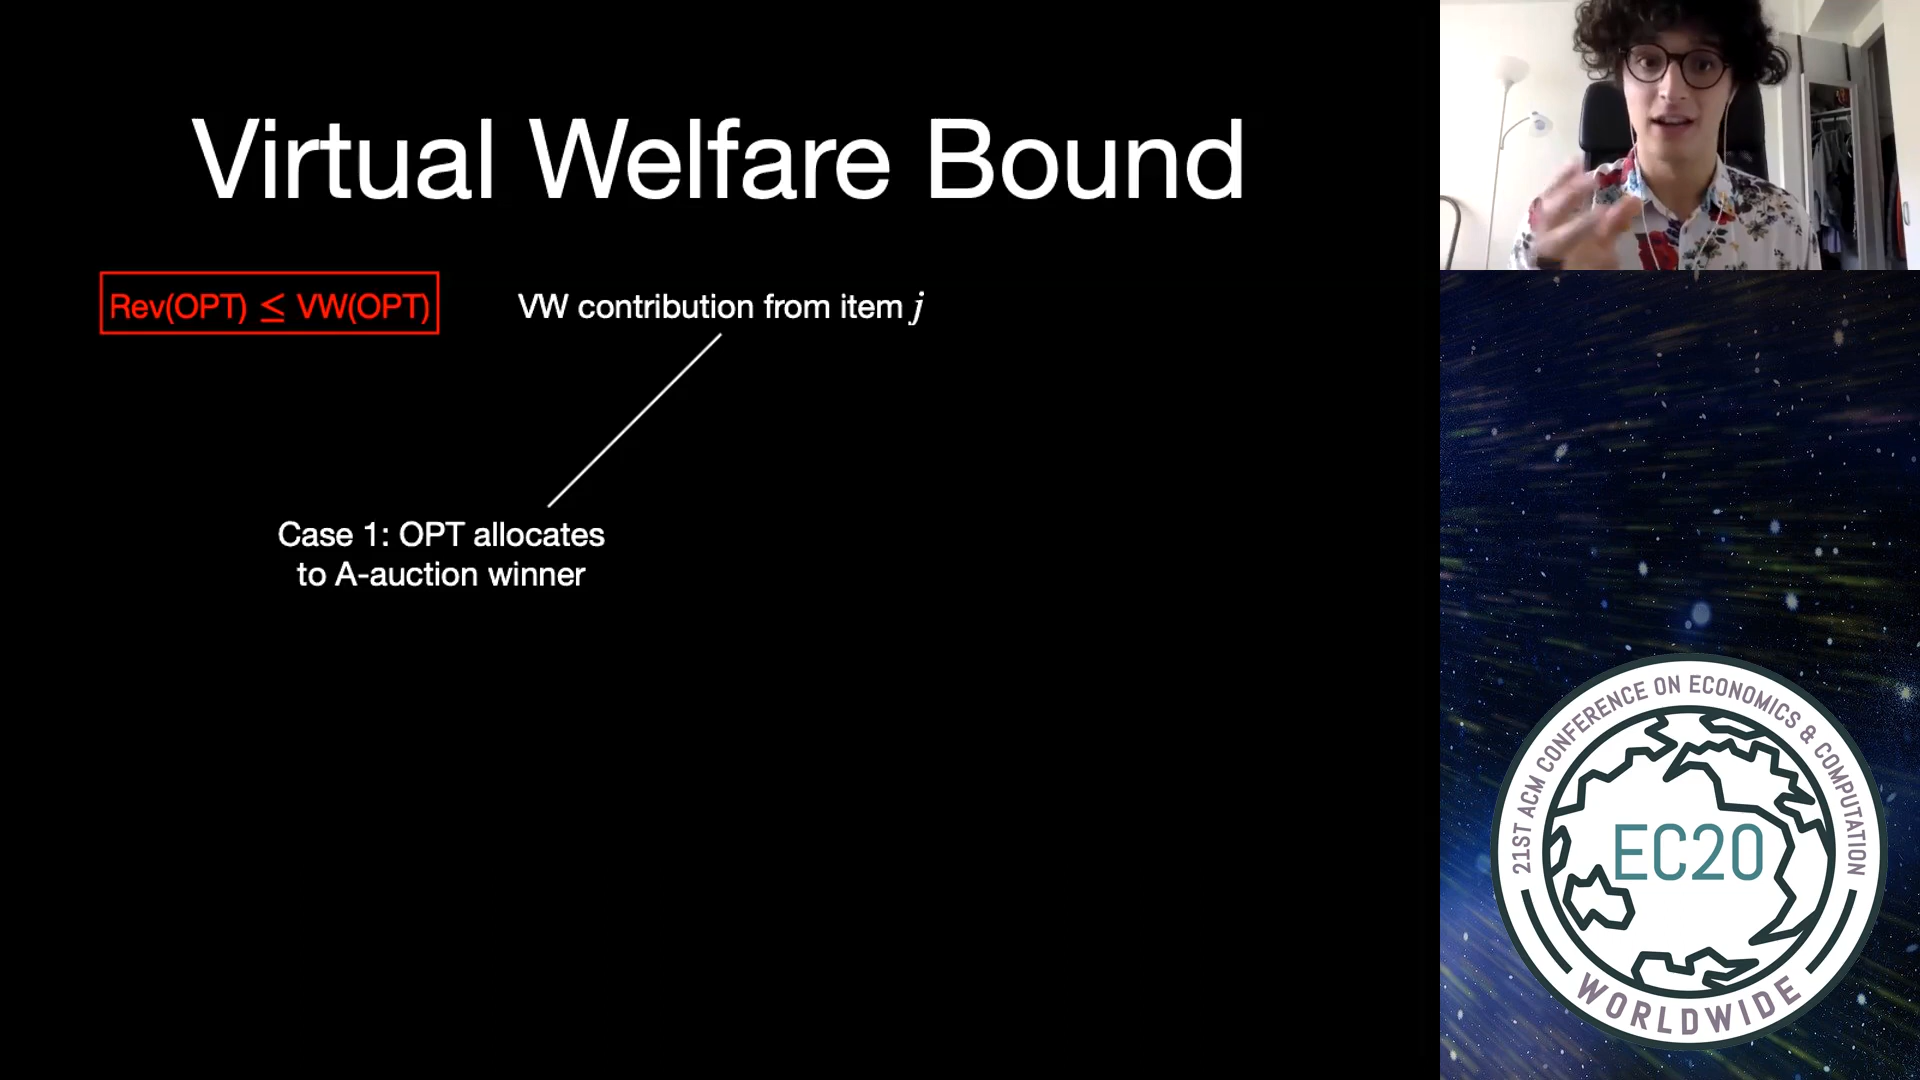 Virtual Welfare Bound
Rev(OPT) ≤ VW(OPT)
VW contribution from item j
Case 1: OPT allocates
to A-auction winner
21ST ACM CONFERENCE ON ECONOMICS & COMPUTATION
EC20
WORLDWIDE